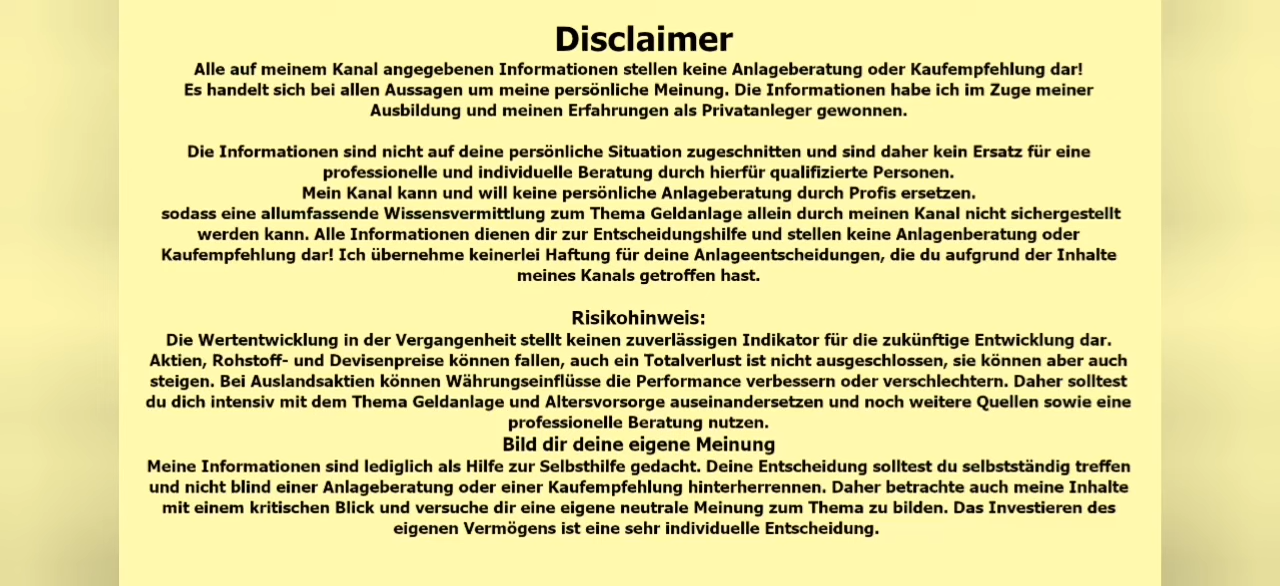 Disclaimer
Alle auf meinem Kanal angegebenen Informationen stellen keine Anlageberatung oder Kaufempfehlung dar!
Es handelt sich bei allen Aussagen um meine persönliche Meinung. Die Informationen habe ich im Zuge meiner
Ausbildung und meinen Erfahrungen als Privatanleger gewonnen.
Die Informationen sind nicht auf deine persönliche Situation zugeschnitten und sind daher kein Ersatz für eine
professionelle und individuelle Beratung durch hierfür qualifizierte Personen.
Mein Kanal kann und will keine persönliche Anlageberatung durch Profis ersetzen.
sodass eine allumfassende Wissensvermittlung zum Thema Geldanlage allein durch meinen Kanal nicht sichergestellt
werden kann. Alle Informationen dienen dir zur Entscheidungshilfe und stellen keine Anlagenberatung oder
Kaufempfehlung dar! Ich übernehme keinerlei Haftung für deine Anlageentscheidungen, die du aufgrund der Inhalte
meines Kanals getroffen hast.
Risikohinweis:
Die Wertentwicklung in der Vergangenheit stellt keinen zuverlässigen Indikator für die zukünftige Entwicklung dar.
Aktien, Rohstoff- und Devisenpreise können fallen, auch ein Totalverlust ist nicht ausgeschlossen, sie können aber auch
steigen. Bei Auslandsaktien können Währungseinflüsse die Performance verbessern oder verschlechtern. Daher solltest
du dich intensiv mit dem Thema Geldanlage und Altersvorsorge auseinandersetzen und noch weitere Quellen sowie eine
professionelle Beratung nutzen.
Bild dir deine eigene Meinung
Meine Informationen sind lediglich als Hilfe zur Selbsthilfe gedacht. Deine Entscheidung solltest du selbstständig treffen
und nicht blind einer Anlageberatung oder einer Kaufempfehlung hinterherrennen. Daher betrachte auch meine Inhalte
mit einem kritischen Blick und versuche dir eine eigene neutrale Meinung zum Thema zu bilden. Das Investieren des
eigenen Vermögens ist eine sehr individuelle Entscheidung.